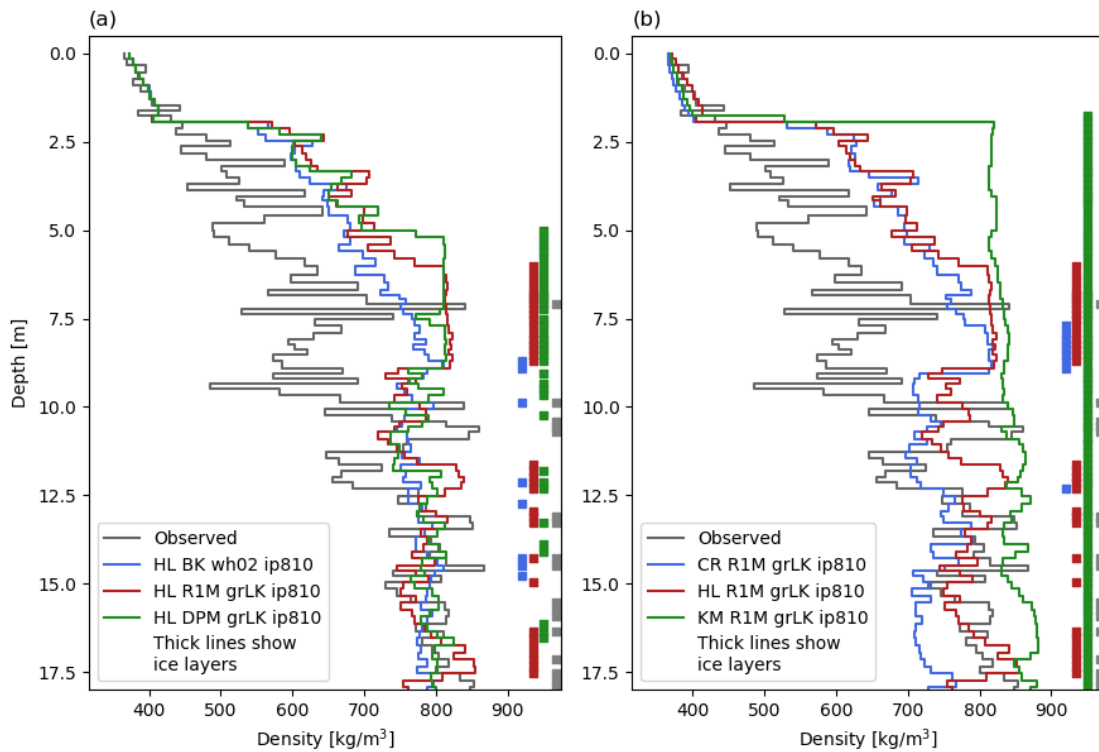 (a)
0.0
2.5
5.0
7.5
10.0
12.5
15.0
17.5
Depth [m]
Observed
HL BK wh02 ip810
HL R1M grLK ip810
HL DPM grLK ip810
Thick lines show
ice layers
400 500 600 700 800 900
Density [kg/m³]
(b)
0.0
2.5
5.0
7.5
10.0
12.5
15.0
17.5
Observed
CR R1M grLK ip810
HL R1M grLK ip810
KM R1M grLK ip810
Thick lines show
ice layers
400 500 600 700 800 900
Density [kg/m³]